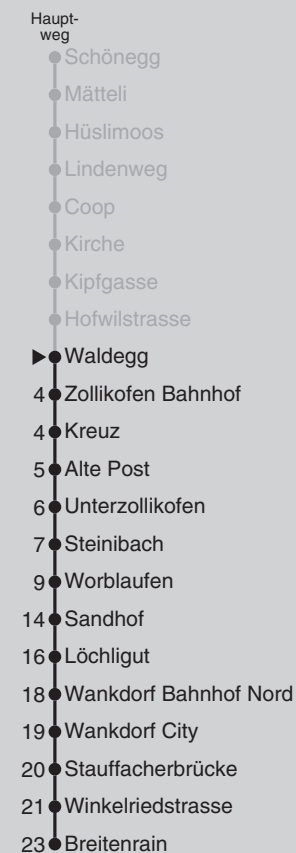 Haupt-
weg
Schönegg
Mätteli
Hüslimoos
Lindenweg
Coop
Kirche
Kipfgasse
Hofwilstrasse
Waldegg
4 Zollikofen Bahnhof
4 Kreuz
5 Alte Post
6 Unterzollikofen
7 Steinibach
9 Worblaufen
14 Sandhof
16 Löchligut
18 Wankdorf Bahnhof Nord
19 Wankdorf City
20 Stauffacherbrücke
21 Winkelriedstrasse
23 Breitenrain